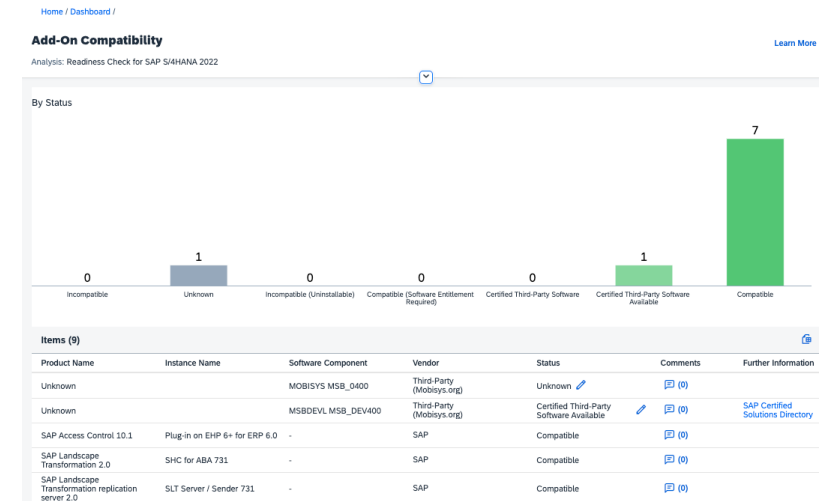 Home / Dashboard /
Add-On Compatibility
Learn More
Analysis: Readiness Check for SAP S/4HANA 2022
By Status
7
1
1
0
0
0
0
Incompatible
Unknown
Incompatible (Uninstallable)
Compatible (Software Entitlement
Required)
Certified Third-Party Software
Certified Third-Party Software
Available
Compatible
Items (9)
Product Name Instance Name Software Component Vendor Status Comments Further Information
Unknown MOBISYS MSB_0400 Third-Party
(Mobisys.org) Unknown (0)
Unknown MSBDEVL MSB_DEV400 Third-Party
(Mobisys.org) Certified Third-Party
Software Available (0) SAP Certified
Solutions Directory
SAP Access Control 10.1 Plug-in on EHP 6+ for ERP 6.0 - SAP Compatible (0)
SAP Landscape
Transformation 2.0 SHC for ABA 731 - SAP Compatible (0)
SAP Landscape
Transformation replication
server 2.0 SLT Server / Sender 731 - SAP Compatible (0)